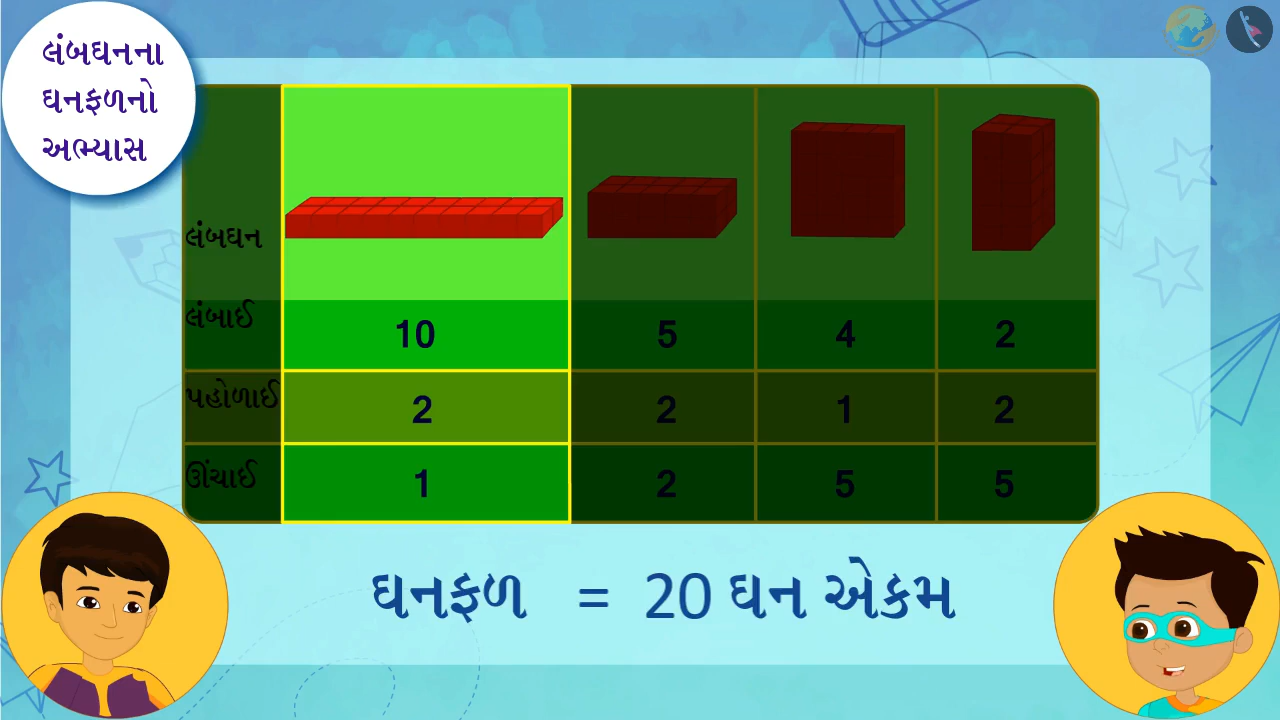 લંબઘનના
ઘનફળનો
અભ્યાસ
લંબઘન
લંબાઈ 10 5 4 2
પહોળાઈ 2 2 1 2
ઊંચાઈ 1 2 5 5
ઘનફળ = 20 ઘન એકમ